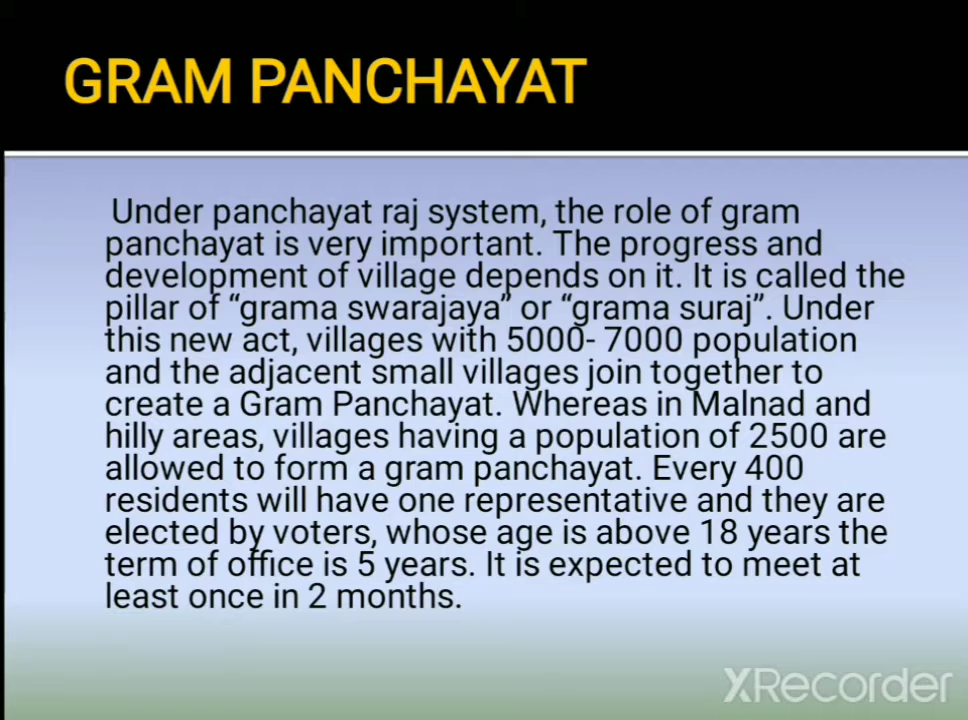 GRAM PANCHAYAT
Under panchayat raj system, the role of gram
panchayat is very important. The progress and
development of village depends on it. It is called the
pillar of “grama swarajaya” or “grama suraj”. Under
this new act, villages with 5000- 7000 population
and the adjacent small villages join together to
create a Gram Panchayat. Whereas in Malnad and
hilly areas, villages having a population of 2500 are
allowed to form a gram panchayat. Every 400
residents will have one representative and they are
elected by voters, whose age is above 18 years the
term of office is 5 years. It is expected to meet at
least once in 2 months.
XRecorder